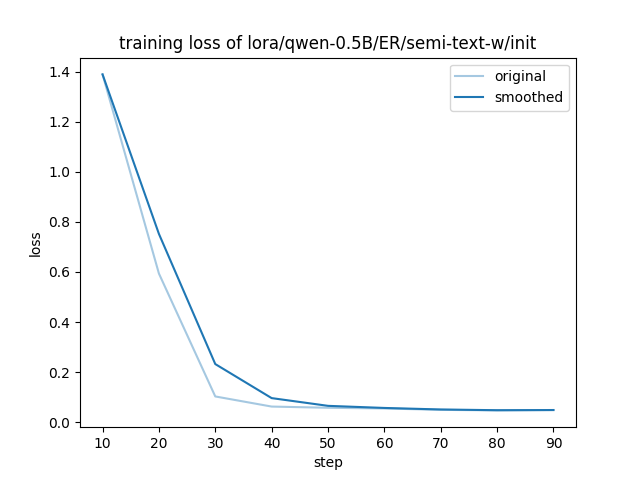 training loss of lora/qwen-0.5B/ER/semi-text-w/init
original
smoothed
1.4
1.2
1.0
0.8
0.6
0.4
0.2
0.0
loss
10 20 30 40 50 60 70 80 90
step